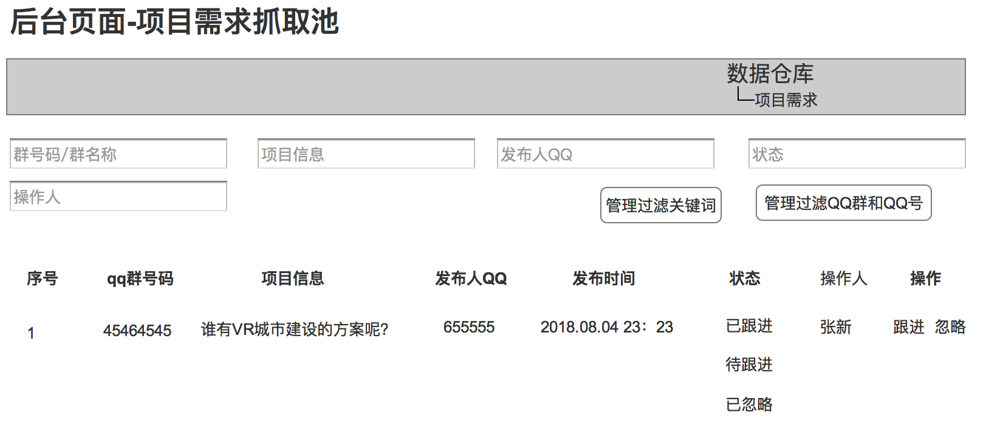 后台页面-项目需求抓取池
数据仓库
项目需求
群号码/群名称 项目信息 发布人QQ 状态
操作人 管理过滤关键词 管理过滤QQ群和QQ号
序号 qq群号码 项目信息 发布人QQ 发布时间 状态 操作人 操作
1 45464545 谁有VR城市建设的方案呢? 655555 2018.08.04 23：23 已跟进 张新 跟进 忽略
待跟进
已忽略